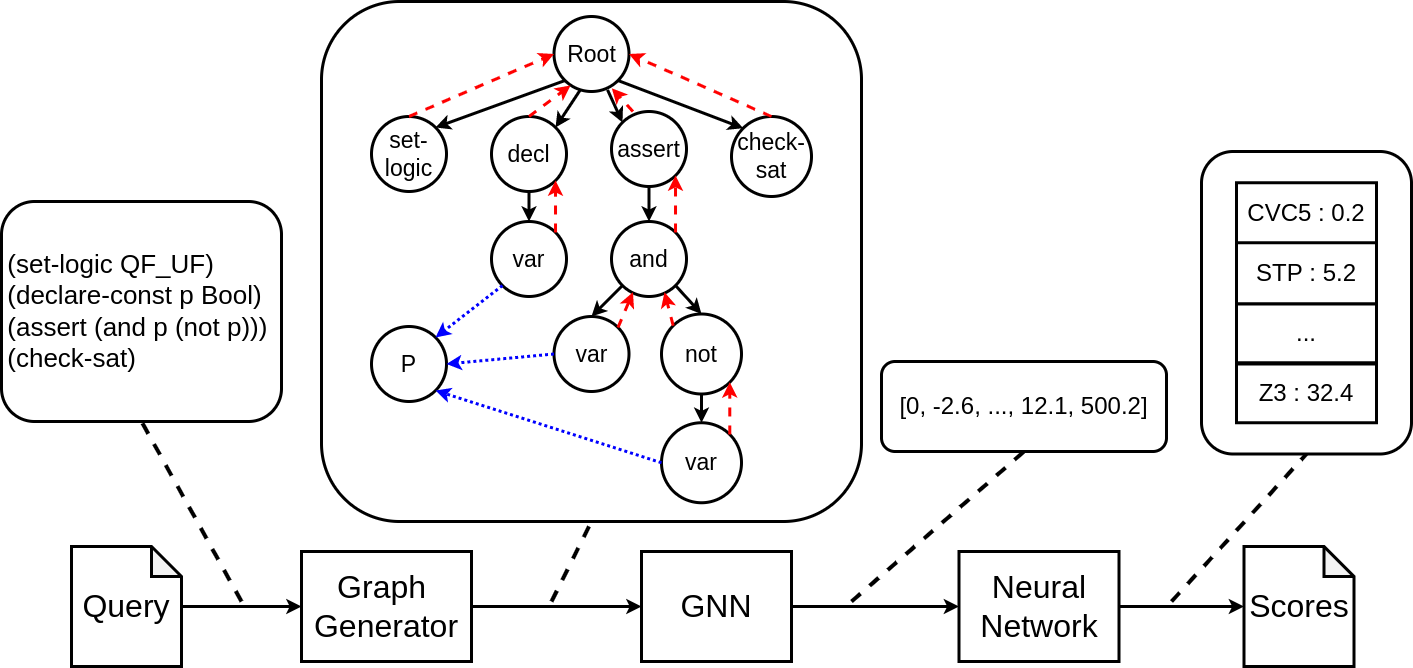 Root
set-
logic
decl
assert
check-
sat
var
and
P
var
not
var
(set-logic QF_UF)
(declare-const p Bool)
(assert (and p (not p)))
(check-sat)
[0, -2.6, ..., 12.1, 500.2]
CVC5 : 0.2
STP : 5.2
...
Z3 : 32.4
Query
Graph
Generator
GNN
Neural
Network
Scores